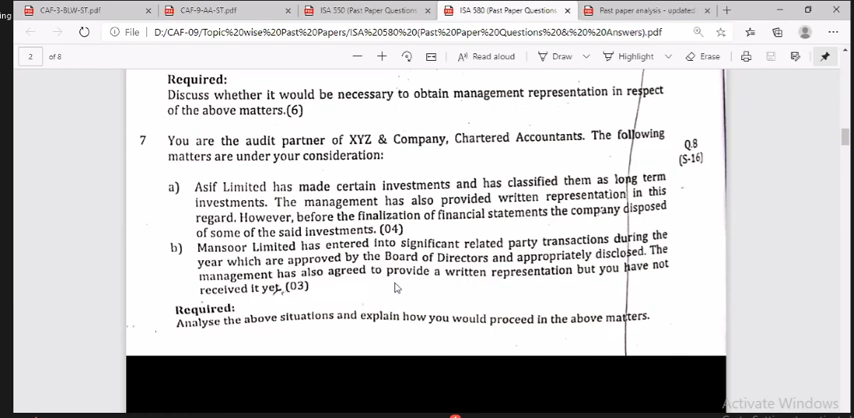 ing
CAF-3-BLW-ST.pdf
CAF-9-AA-ST.pdf
ISA 550 (Past Paper Questions
ISA 580 (Past Paper Questions
Past paper analysis - updated
File D:/CAF-09/Topic%20wise%20Past%20Papers/ISA%20580%20(Past%20Paper%20Questions%20&%20%20Answers).pdf
2 of 8
Read aloud
Draw
Highlight
Erase
Required:
Discuss whether it would be necessary to obtain management representation in respect
of the above matters.(6)
7 You are the audit partner of XYZ & Company, Chartered Accountants. The following
matters are under your consideration:
Q.8
(S-16)
a) Asif Limited has made certain investments and has classified them as long term
investments. The management has also provided written representation in this
regard. However, before the finalization of financial statements the company disposed
of some of the said investments. (04)
b) Mansoor Limited has entered into significant related party transactions during the
year which are approved by the Board of Directors and appropriately disclosed. The
management has also agreed to provide a written representation but you have not
received it yet. (03)
Required:
Analyse the above situations and explain how you would proceed in the above matters.
Activate Windows